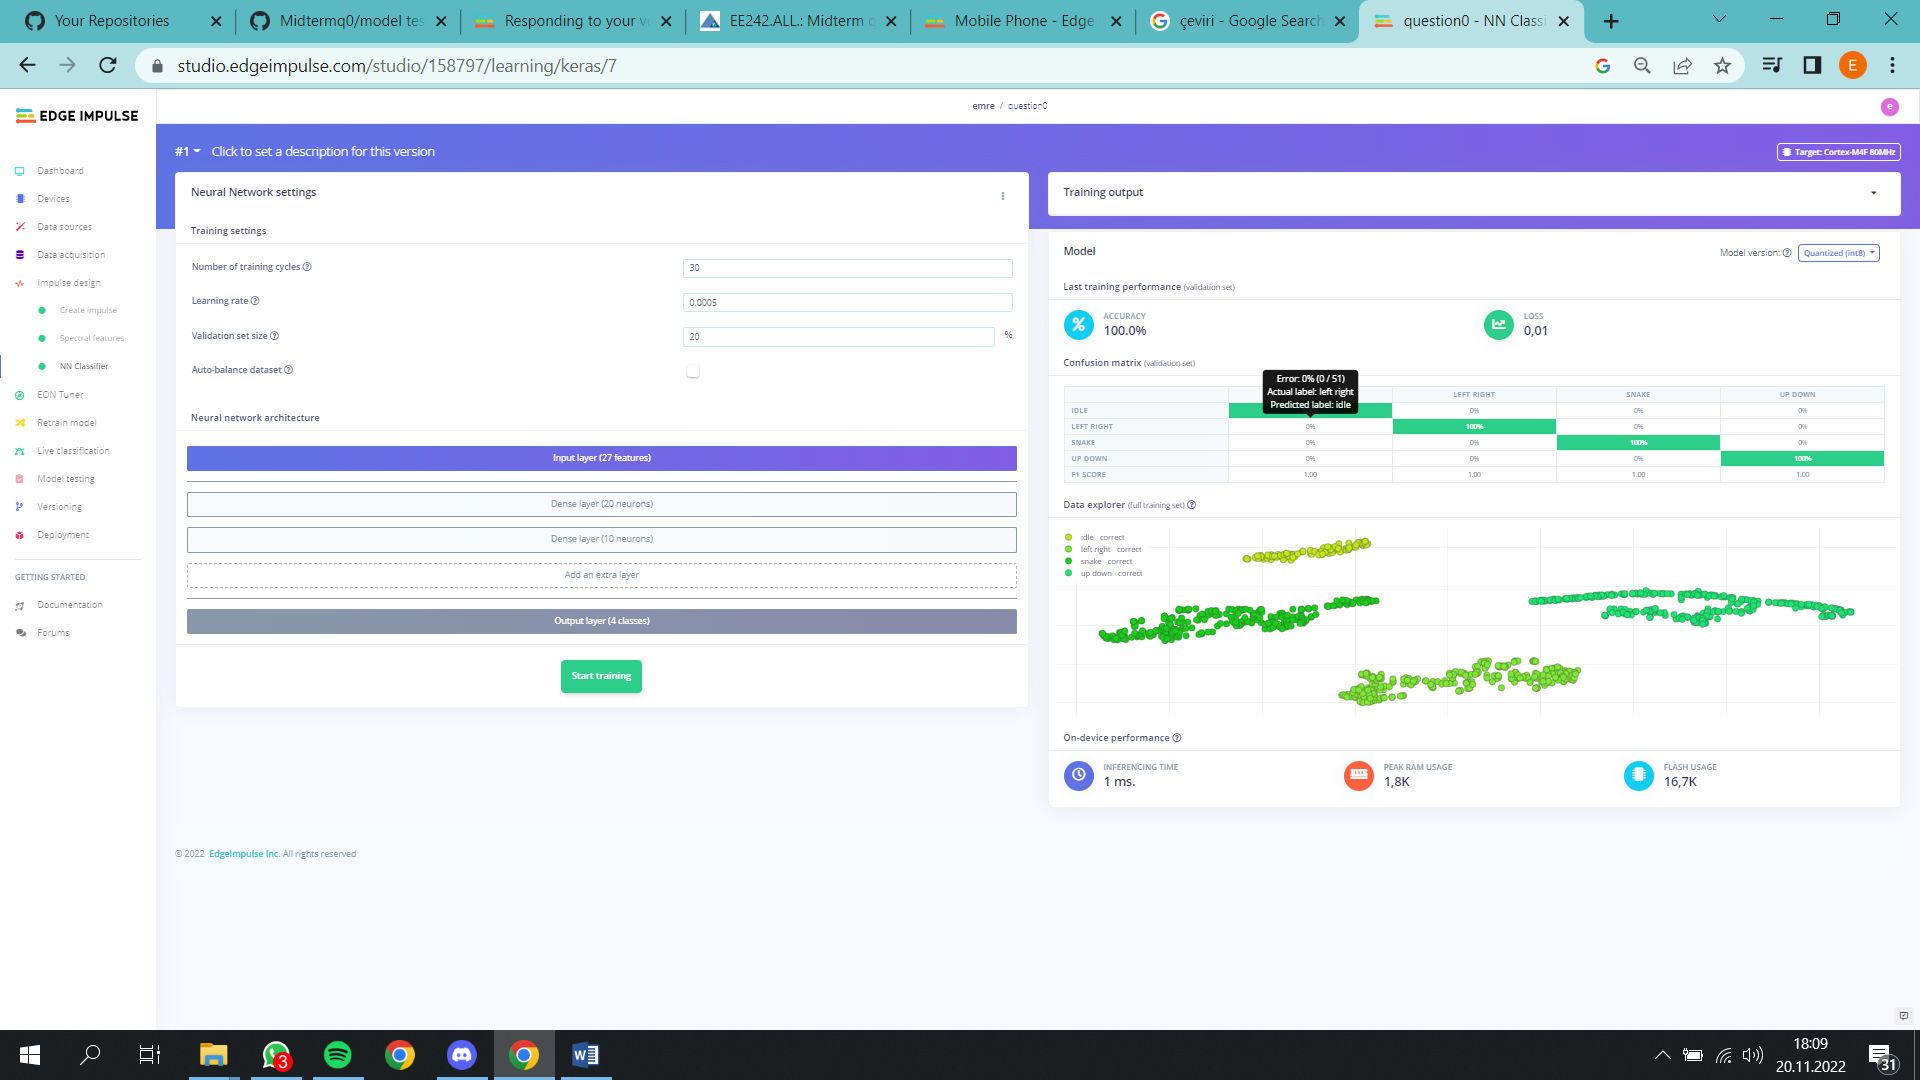 Your Repositories
Midtermq0/model tes
Responding to your v
EE242.ALL.: Midterm
Mobile Phone - Edge
çeviri - Google Search
question0 - NN Classi
studio.edgeimpulse.com/studio/158797/learning/keras/7
E
EDGE IMPULSE
emre / question0
e
#1 Click to set a description for this version
Target: Cortex-M4F 80MHz
Dashboard
Devices
Data sources
Data acquisition
Impulse design
Create impulse
Spectral features
NN Classifier
EON Tuner
Retrain model
Live classification
Model testing
Versioning
Deployment
GETTING STARTED
Documentation
Forums
Neural Network settings
Training settings
Number of training cycles 30
Learning rate 0.0005
Validation set size 20 %
Auto-balance dataset
Neural network architecture
Input layer (27 features)
Dense layer (20 neurons)
Dense layer (10 neurons)
Add an extra layer
Output layer (4 classes)
Start training
Training output
Model
Model version: Quantized (int8)
Last training performance (validation set)
ACCURACY
100.0%
LOSS
0,01
Confusion matrix (validation set)
Error: 0% (0 / 51)
Actual label: left right
Predicted label: idle
LEFT RIGHT SNAKE UP DOWN
IDLE 0% 0% 0%
LEFT RIGHT 0% 100% 0% 0%
SNAKE 0% 0% 100% 0%
UP DOWN 0% 0% 0% 100%
F1 SCORE 1.00 1.00 1.00 1.00
Data explorer (full training set)
idle - correct
left right - correct
snake - correct
up down - correct
On-device performance
INFERENCING TIME
1 ms.
PEAK RAM USAGE
1,8K
FLASH USAGE
16,7K
© 2022 EdgeImpulse Inc. All rights reserved
3
18:09
20.11.2022
31